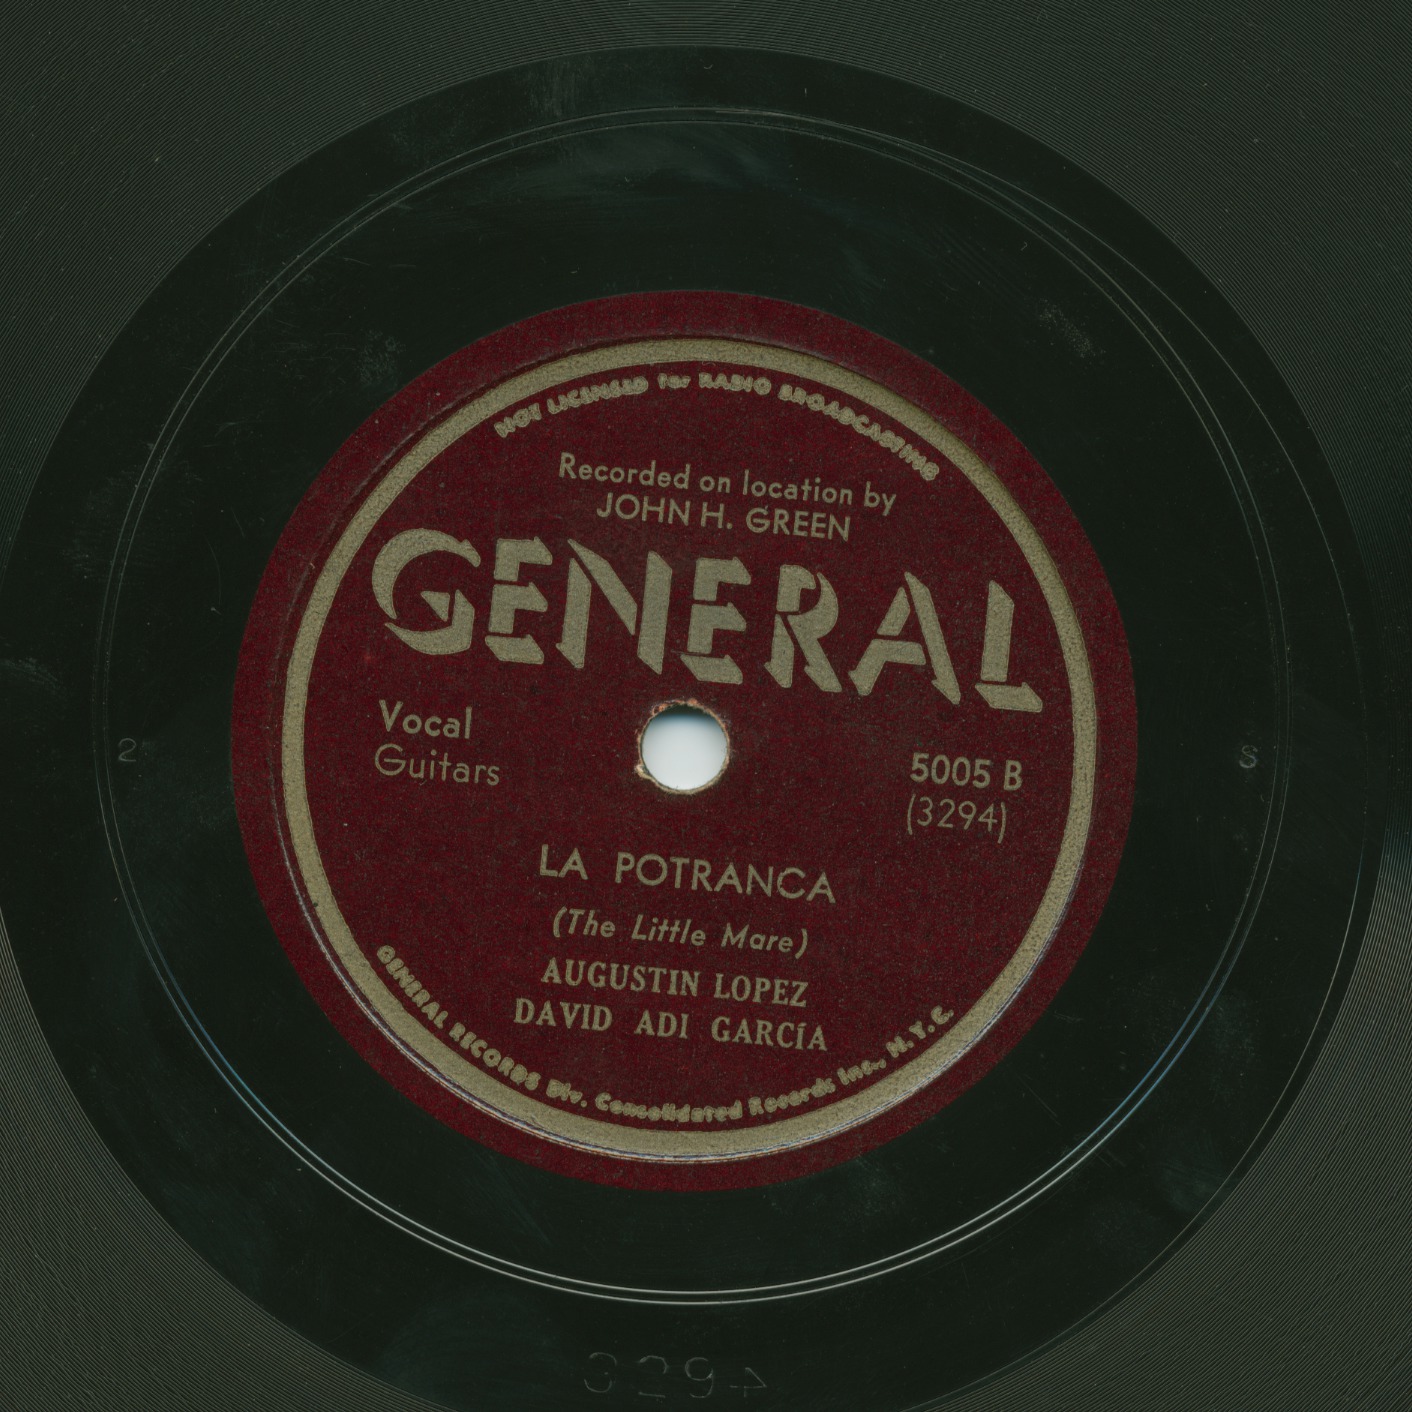 NOT LICENSED for RADIO BROADCASTING
Recorded on location by
JOHN H. GREEN
GENERAL
Vocal
Guitars
5005 B
(3294)
LA POTRANCA
(The Little Mare)
AUGUSTIN LOPEZ
DAVID ADI GARCíA
GENERAL RECORDS Div. Consolidated Records Inc., N.Y.C.
2
S
3294